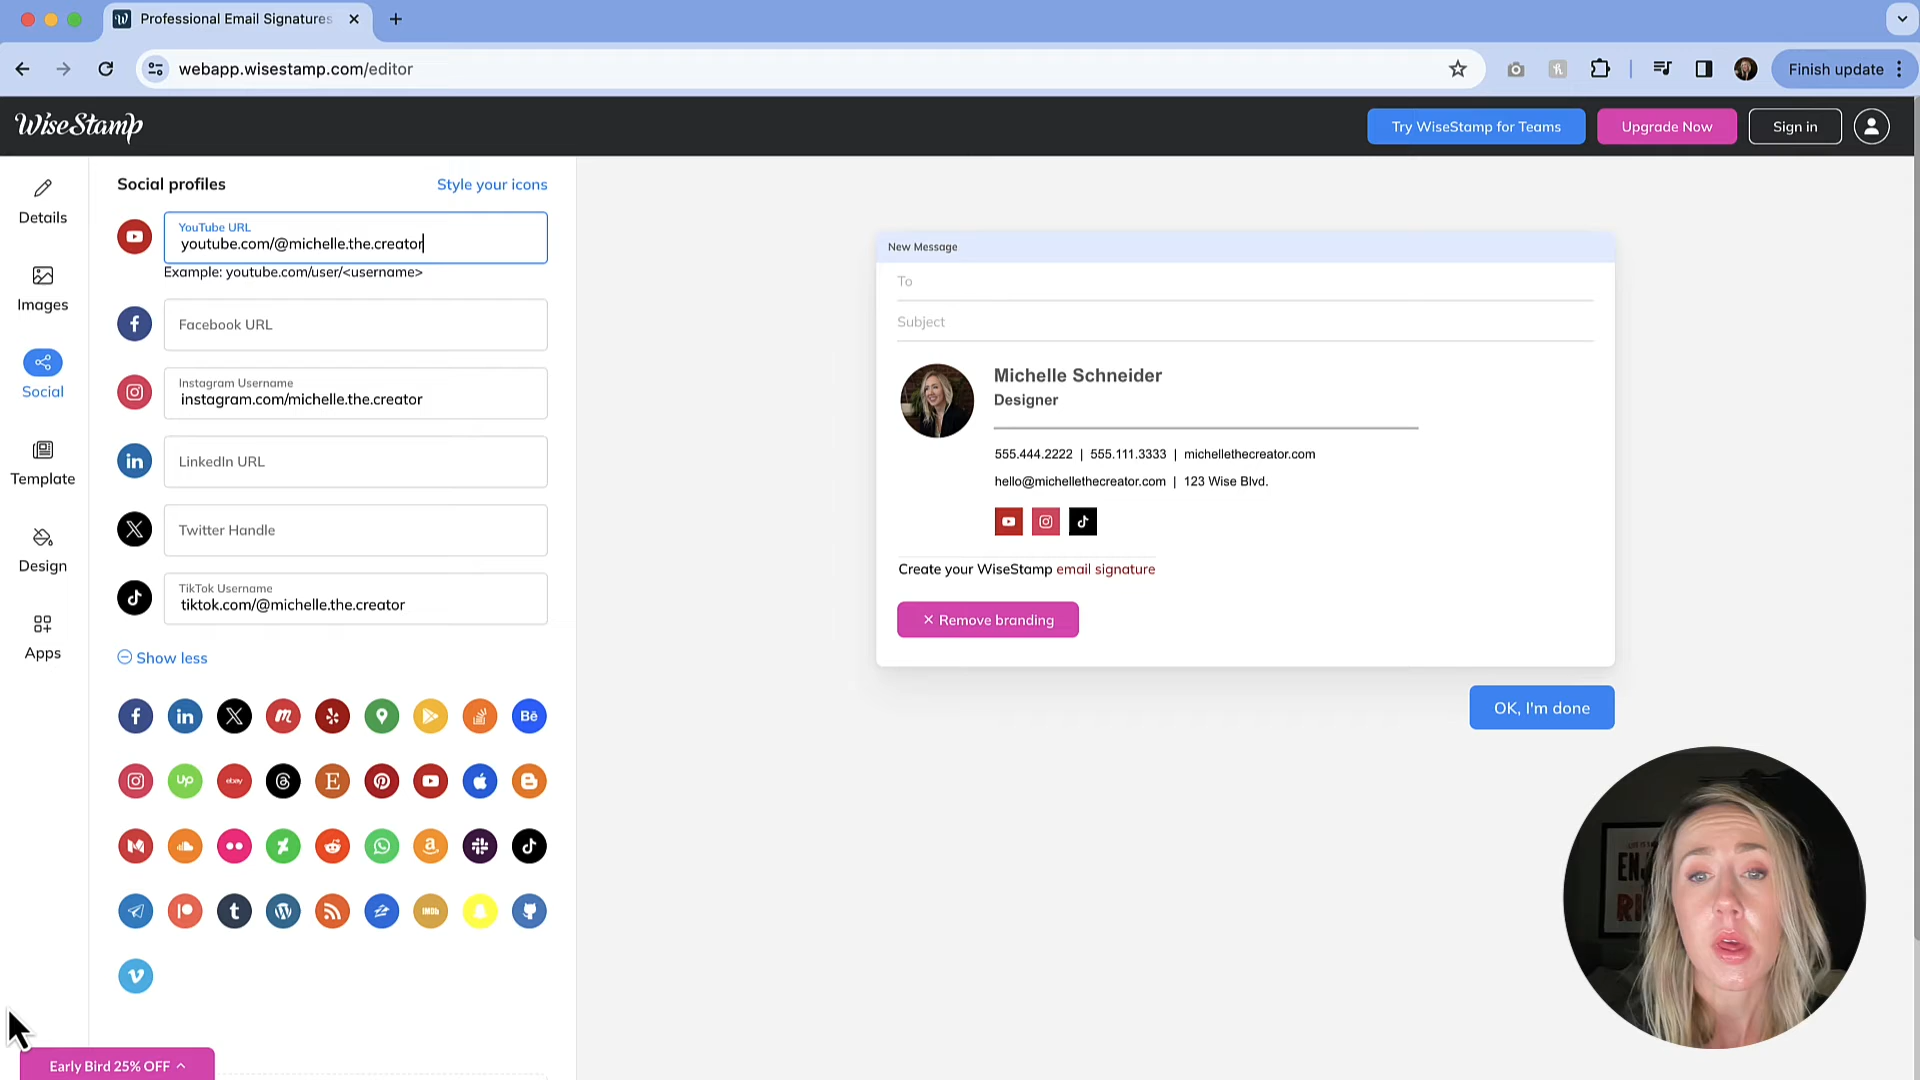 Professional Email Signatures
webapp.wisestamp.com/editor
Finish update
WiseStamp
Try WiseStamp for Teams
Upgrade Now
Sign in
Details
Images
Social
Template
Design
Apps
Social profiles
Style your icons
YouTube URL
youtube.com/@michelle.the.creator
Example: youtube.com/user/<username>
Facebook URL
Instagram Username
instagram.com/michelle.the.creator
LinkedIn URL
Twitter Handle
TikTok Username
tiktok.com/@michelle.the.creator
Show less
Early Bird 25% OFF
New Message
To
Subject
Michelle Schneider
Designer
555.444.2222 | 555.111.3333 | michellethecreator.com
hello@michellethecreator.com | 123 Wise Blvd.
Create your WiseStamp email signature
× Remove branding
OK, I'm done